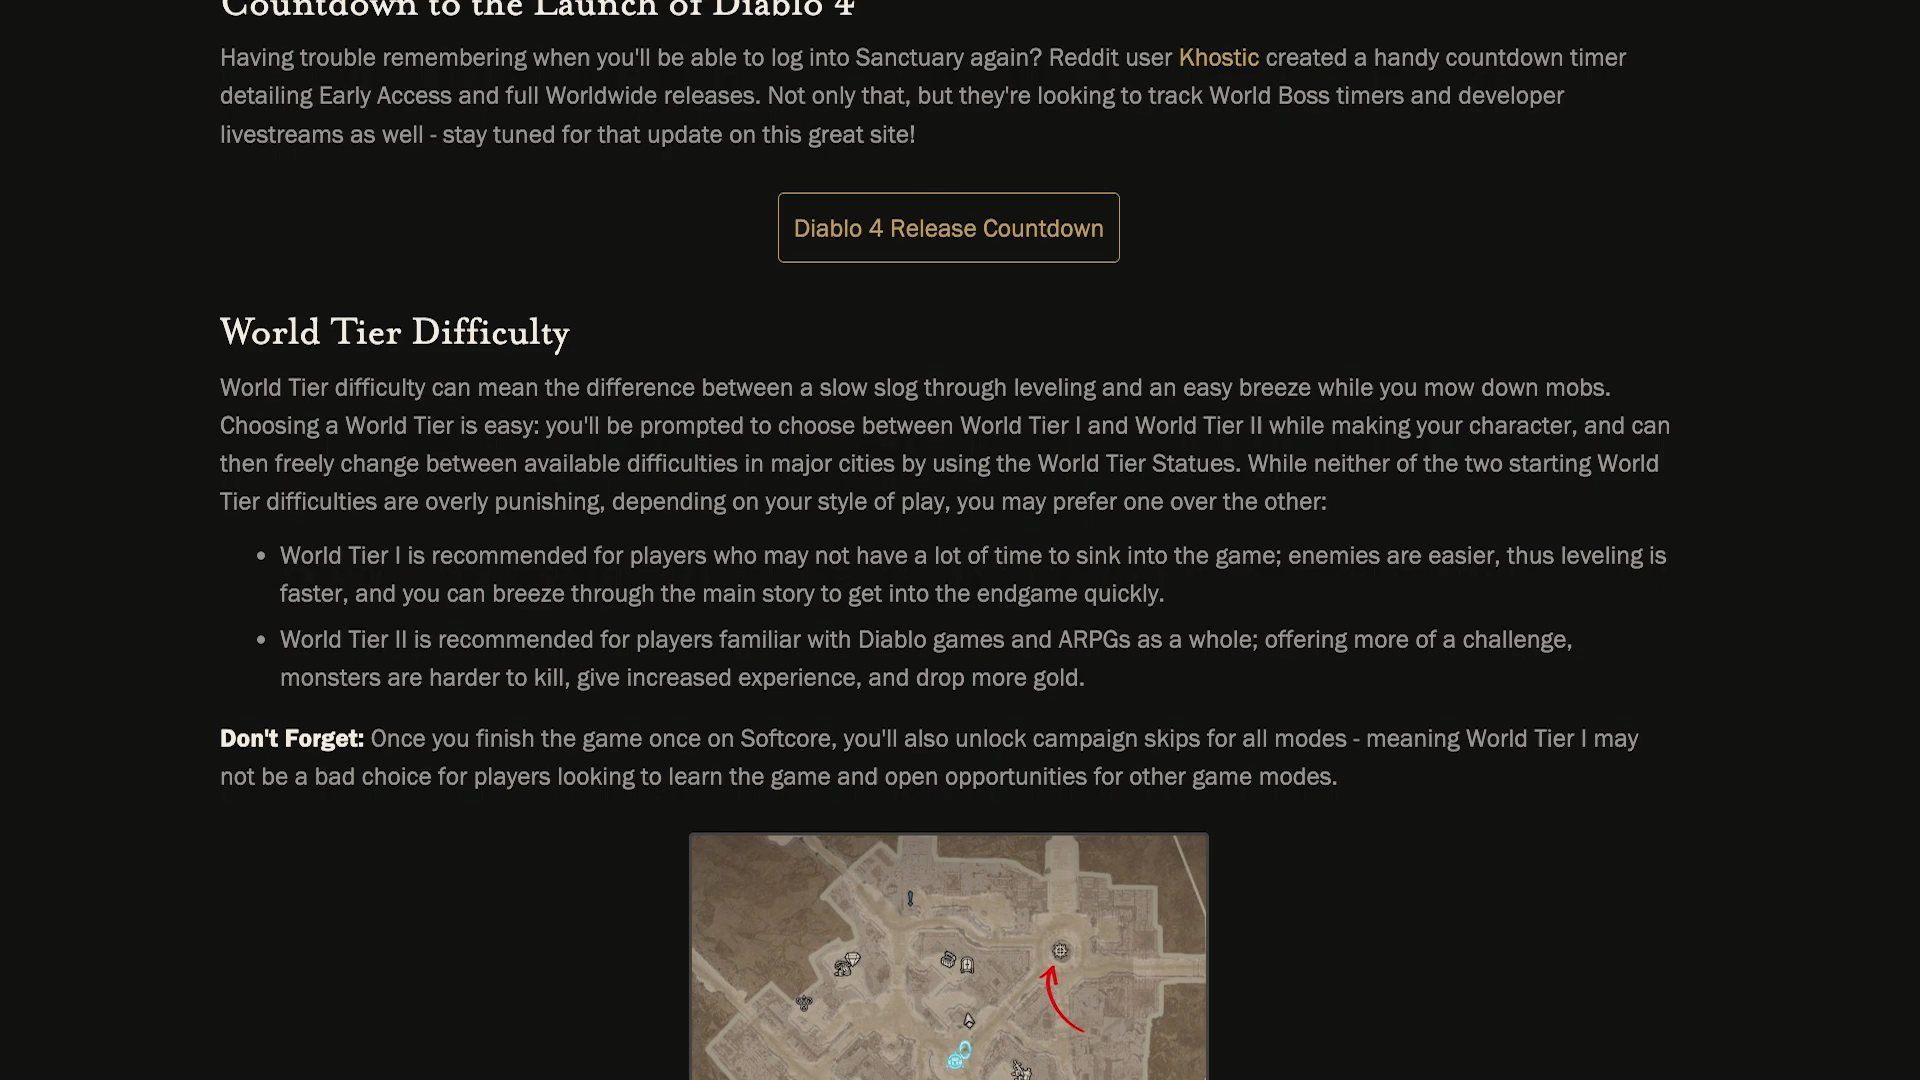 Countdown to the Launch of Diablo 4
Having trouble remembering when you'll be able to log into Sanctuary again? Reddit user Khostic created a handy countdown timer
detailing Early Access and full Worldwide releases. Not only that, but they're looking to track World Boss timers and developer
livestreams as well - stay tuned for that update on this great site!
Diablo 4 Release Countdown
World Tier Difficulty
World Tier difficulty can mean the difference between a slow slog through leveling and an easy breeze while you mow down mobs.
Choosing a World Tier is easy: you'll be prompted to choose between World Tier I and World Tier II while making your character, and can
then freely change between available difficulties in major cities by using the World Tier Statues. While neither of the two starting World
Tier difficulties are overly punishing, depending on your style of play, you may prefer one over the other:
• World Tier I is recommended for players who may not have a lot of time to sink into the game; enemies are easier, thus leveling is
faster, and you can breeze through the main story to get into the endgame quickly.
• World Tier II is recommended for players familiar with Diablo games and ARPGs as a whole; offering more of a challenge,
monsters are harder to kill, give increased experience, and drop more gold.
Don't Forget: Once you finish the game once on Softcore, you'll also unlock campaign skips for all modes - meaning World Tier I may
not be a bad choice for players looking to learn the game and open opportunities for other game modes.